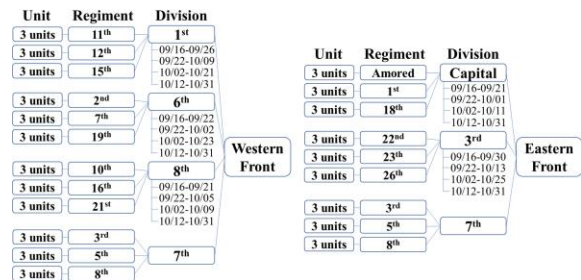 Unit Regiment Division
3 units 11th 1st
3 units 12th
3 units 15th
09/16-09/26
09/22-10/09
10/02-10/21
10/12-10/31
3 units 2nd 6th
3 units 7th
3 units 19th
09/16-09/22
09/22-10/02
10/02-10/23
10/12-10/31
3 units 10th 8th
3 units 16th
3 units 21st
09/16-09/21
09/22-10/05
10/02-10/09
10/12-10/31
3 units 3rd
3 units 5th 7th
3 units 8th
Western
Front
Unit Regiment Division
3 units Amored Capital
3 units 1st
3 units 18th
09/16-09/21
09/22-10/01
10/02-10/11
10/11-10/31
3 units 22nd 3rd
3 units 23th
3 units 26th
09/16-09/30
09/22-10/13
10/02-10/25
10/12-10/31
3 units 3rd
3 units 5th 7th
3 units 8th
Eastern
Front